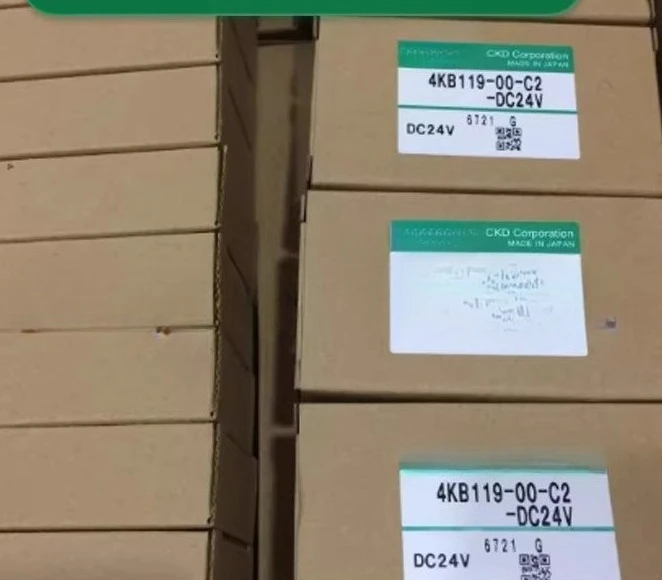 CKD Corporation
MADE IN JAPAN
4KB119-00-C2
-DC24V
6721 G
DC24V
CKD Corporation
MADE IN JAPAN
4KB119-00-C2
-DC24V
6721 G
DC24V